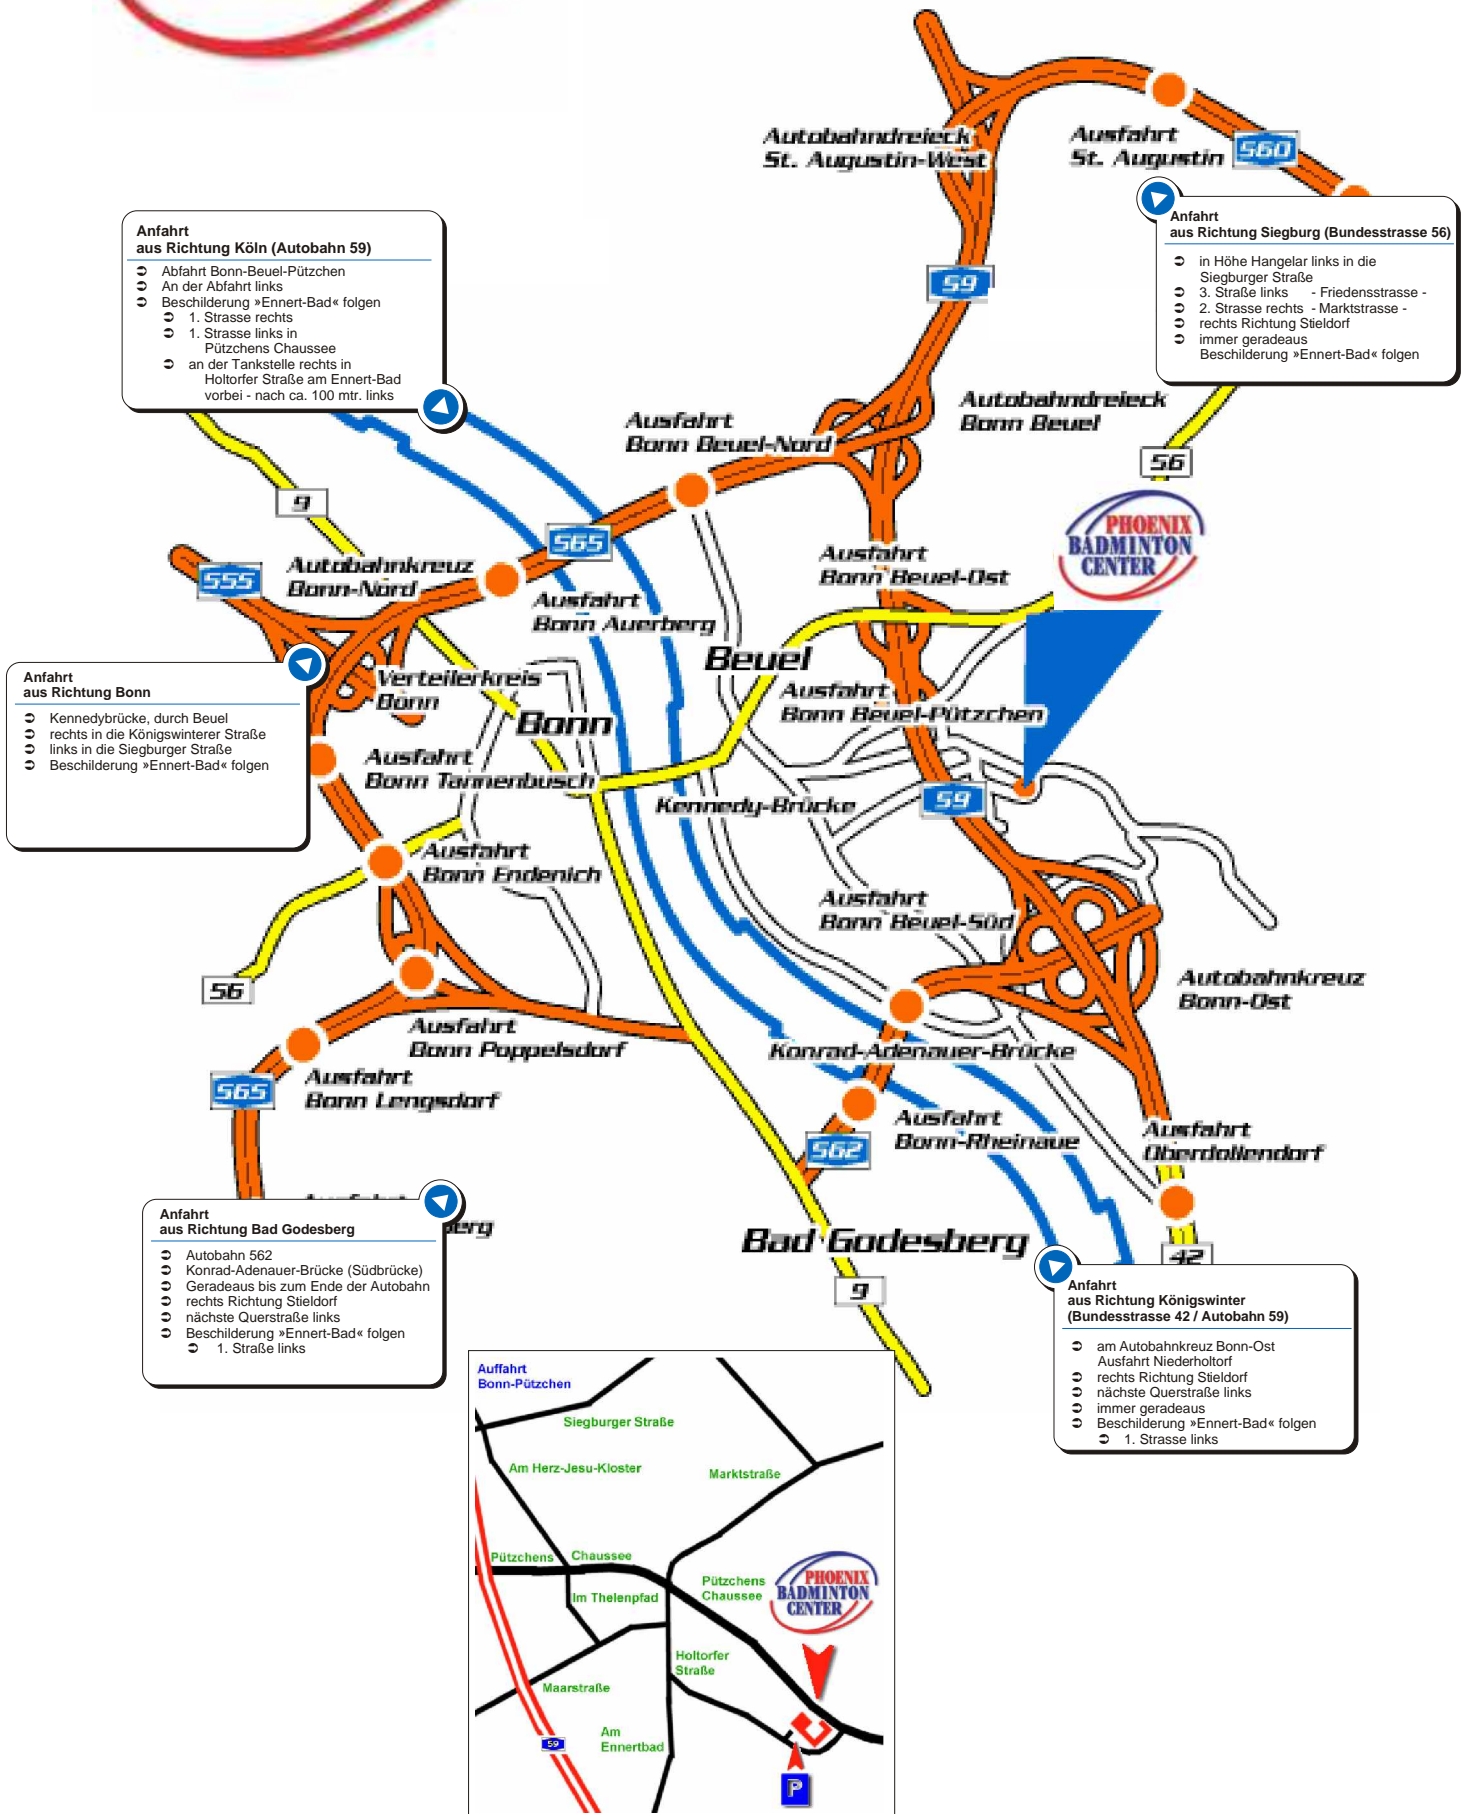 Autobahndreieck
St. Augustin-West
Ausfahrt
St. Augustin
560
Anfahrt
aus Richtung Köln (Autobahn 59)
Abfahrt Bonn-Beuel-Pützchen
An der Abfahrt links
Beschilderung »Ennert-Bad« folgen
1. Strasse rechts
1. Strasse links in
Pützchens Chaussee
an der Tankstelle rechts in
Holtorfer Straße am Ennert-Bad
vorbei - nach ca. 100 mtr. links
Anfahrt
aus Richtung Siegburg (Bundesstrasse 56)
in Höhe Hangelar links in die
Siegburger Straße
3. Straße links - Friedensstrasse -
2. Strasse rechts - Marktstrasse -
rechts Richtung Stieldorf
immer geradeaus
Beschilderung »Ennert-Bad« folgen
59
Autobahndreieck
Bonn Beuel
Ausfahrt
Bonn Beuel-Nord
56
9
565
PHOENIX
BADMINTON
CENTER
555
Autobahnkreuz
Bonn-Nord
Ausfahrt
Bonn Beuel-Ost
Ausfahrt
Bonn Auerberg
Beuel
Anfahrt
aus Richtung Bonn
Kennedybrücke, durch Beuel
rechts in die Königswinterer Straße
links in die Siegburger Straße
Beschilderung »Ennert-Bad« folgen
Verteilerkreis
Bonn
Bonn
Ausfahrt
Bonn Beuel-Pützchen
Ausfahrt
Bonn Tannenbusch
Kennedy-Brücke
59
Ausfahrt
Bonn Endenich
Ausfahrt
Bonn Beuel-Süd
56
Autobahnkreuz
Bonn-Ost
Ausfahrt
Bonn Poppelsdorf
Konrad-Adenauer-Brücke
565
Ausfahrt
Bonn Lengsdorf
Ausfahrt
Bonn-Rheinaue
562
Ausfahrt
Oberdollendorf
Anfahrt
aus Richtung Bad Godesberg
Autobahn 562
Konrad-Adenauer-Brücke (Südbrücke)
Geradeaus bis zum Ende der Autobahn
rechts Richtung Stieldorf
nächste Querstraße links
Beschilderung »Ennert-Bad« folgen
1. Straße links
erg
Bad Godesberg
9
42
Anfahrt
aus Richtung Königswinter
(Bundesstrasse 42 / Autobahn 59)
am Autobahnkreuz Bonn-Ost
Ausfahrt Niederholtorf
rechts Richtung Stieldorf
nächste Querstraße links
immer geradeaus
Beschilderung »Ennert-Bad« folgen
1. Strasse links
Auffahrt
Bonn-Pützchen
Siegburger Straße
Am Herz-Jesu-Kloster
Marktstraße
Pützchens Chaussee
Im Thelenpfad
Pützchens
Chaussee
PHOENIX
BADMINTON
CENTER
Holtorfer
Straße
Maarstraße
Am
Ennertbad
59
P